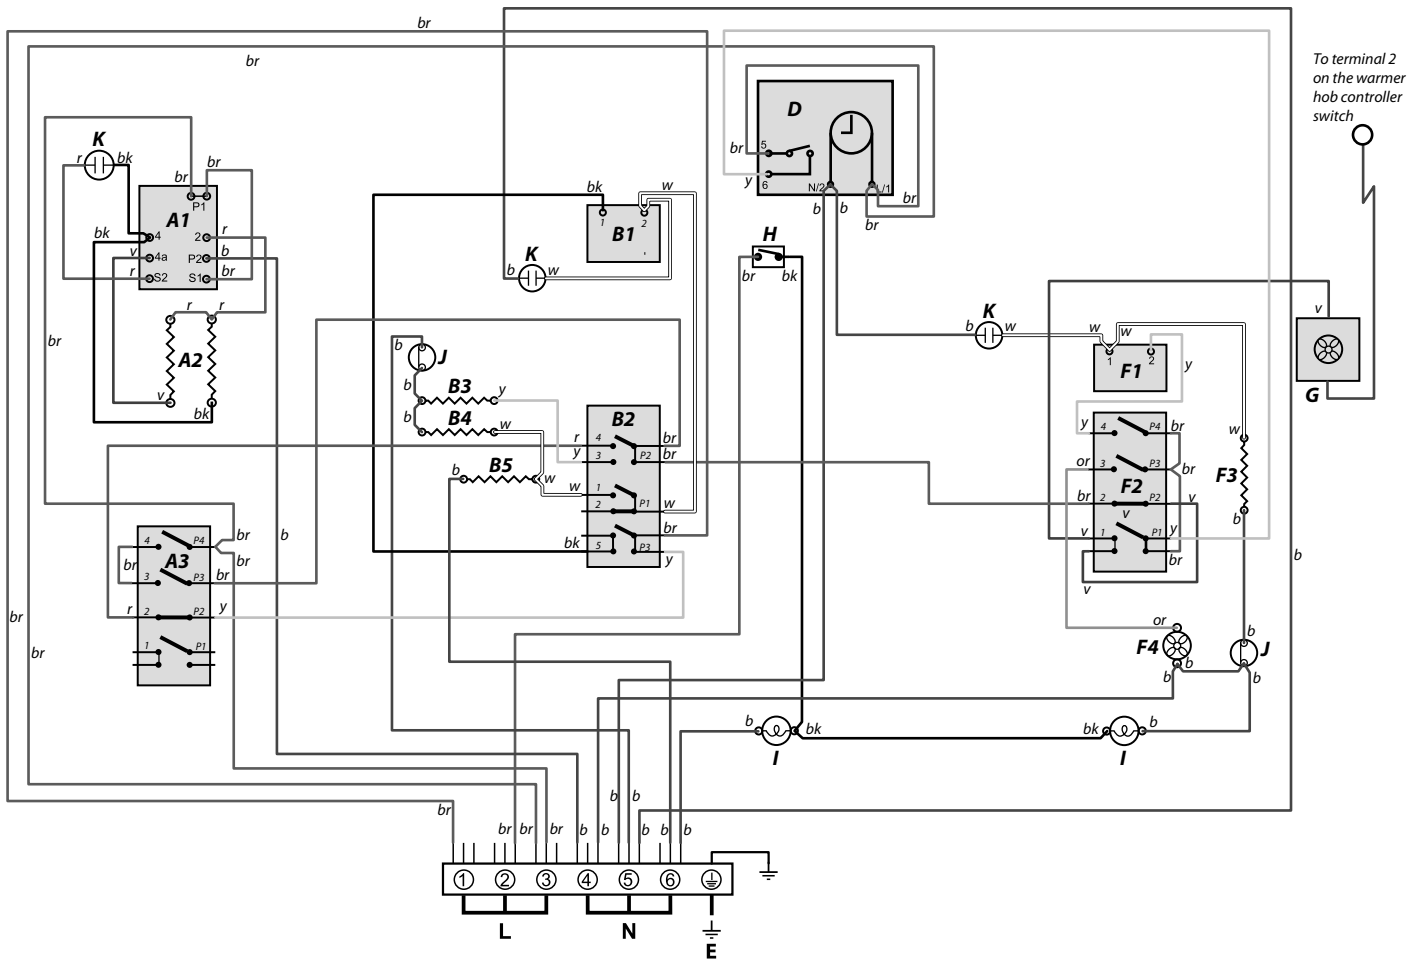 br
br
To terminal 2
on the warmer
hob controller
switch
K
r
bk
br
br
P1
A1
bk
4
2
r
v
4a
P2
b
r
S2
S1
br
r
r
A2
v
bk
br
D
br
5
y
6
N/2
L/1
br
b
b
br
bk
w
1
2
B1
K
b
w
H
br
bk
K
b
w
w
w
1
2
F1
y
v
G
b
J
b
B3
y
b
B4
w
b
B5
w
B2
r
4
br
y
3
P2
br
w
1
2
P1
w
br
bk
5
P3
y
y
4
P4
br
or
3
P3
br
F2
br
2
P2
v
v
v
1
P1
y
br
v
w
F3
b
b
4
P4
br
A3
br
br
3
P3
br
r
2
P2
y
1
P1
b
br
br
or
F4
b
b
b
J
b
b
I
bk
bk
I
b
br
br
br
br
b
b
b
b
b
b
b
1
2
3
4
5
6
L
N
E